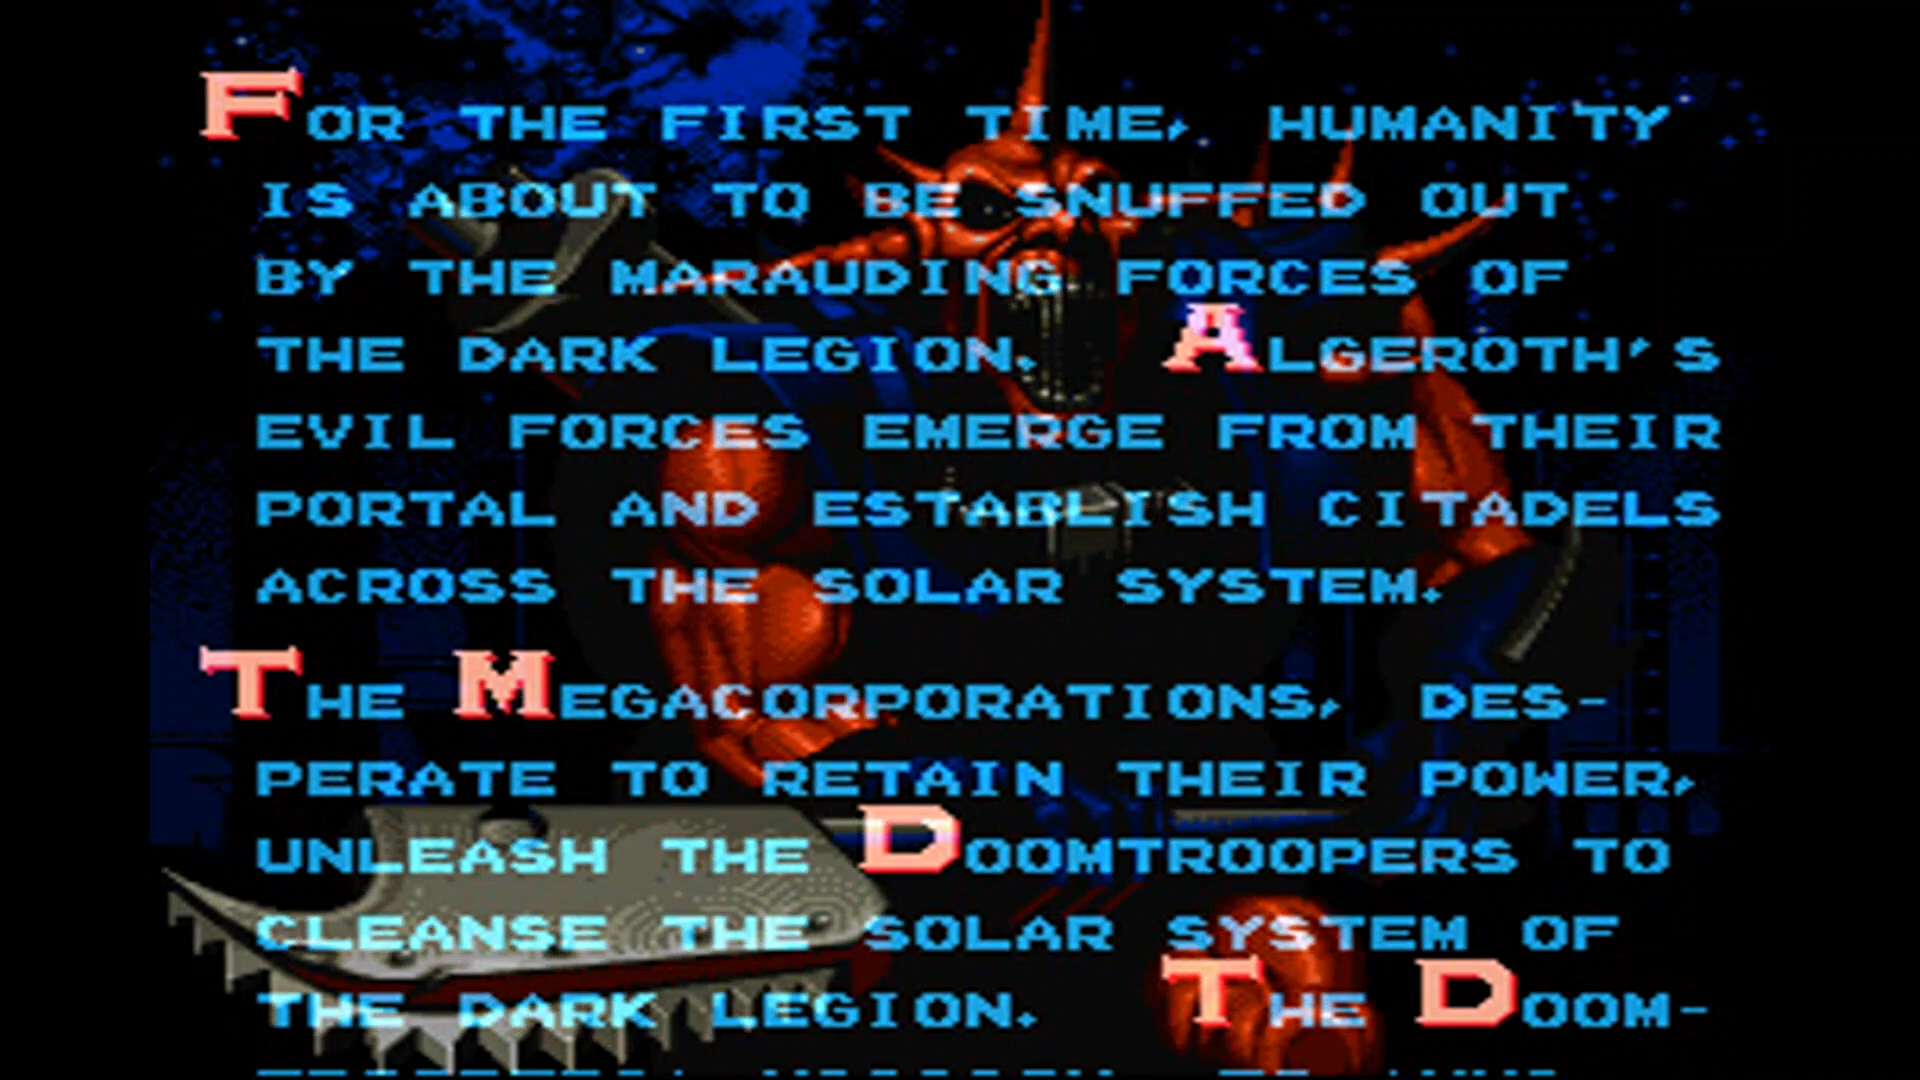 FOR THE FIRST TIME, HUMANITY
IS ABOUT TO BE SNUFFED OUT
BY THE MARAUDING FORCES OF
THE DARK LEGION. ALGEROTH'S
EVIL FORCES EMERGE FROM THEIR
PORTAL AND ESTABLISH CITADELS
ACROSS THE SOLAR SYSTEM.
THE MEGACORPORATIONS, DES-
PERATE TO RETAIN THEIR POWER,
UNLEASH THE DOOMTROOPERS TO
CLEANSE THE SOLAR SYSTEM OF
THE DARK LEGION. THE DOOM-